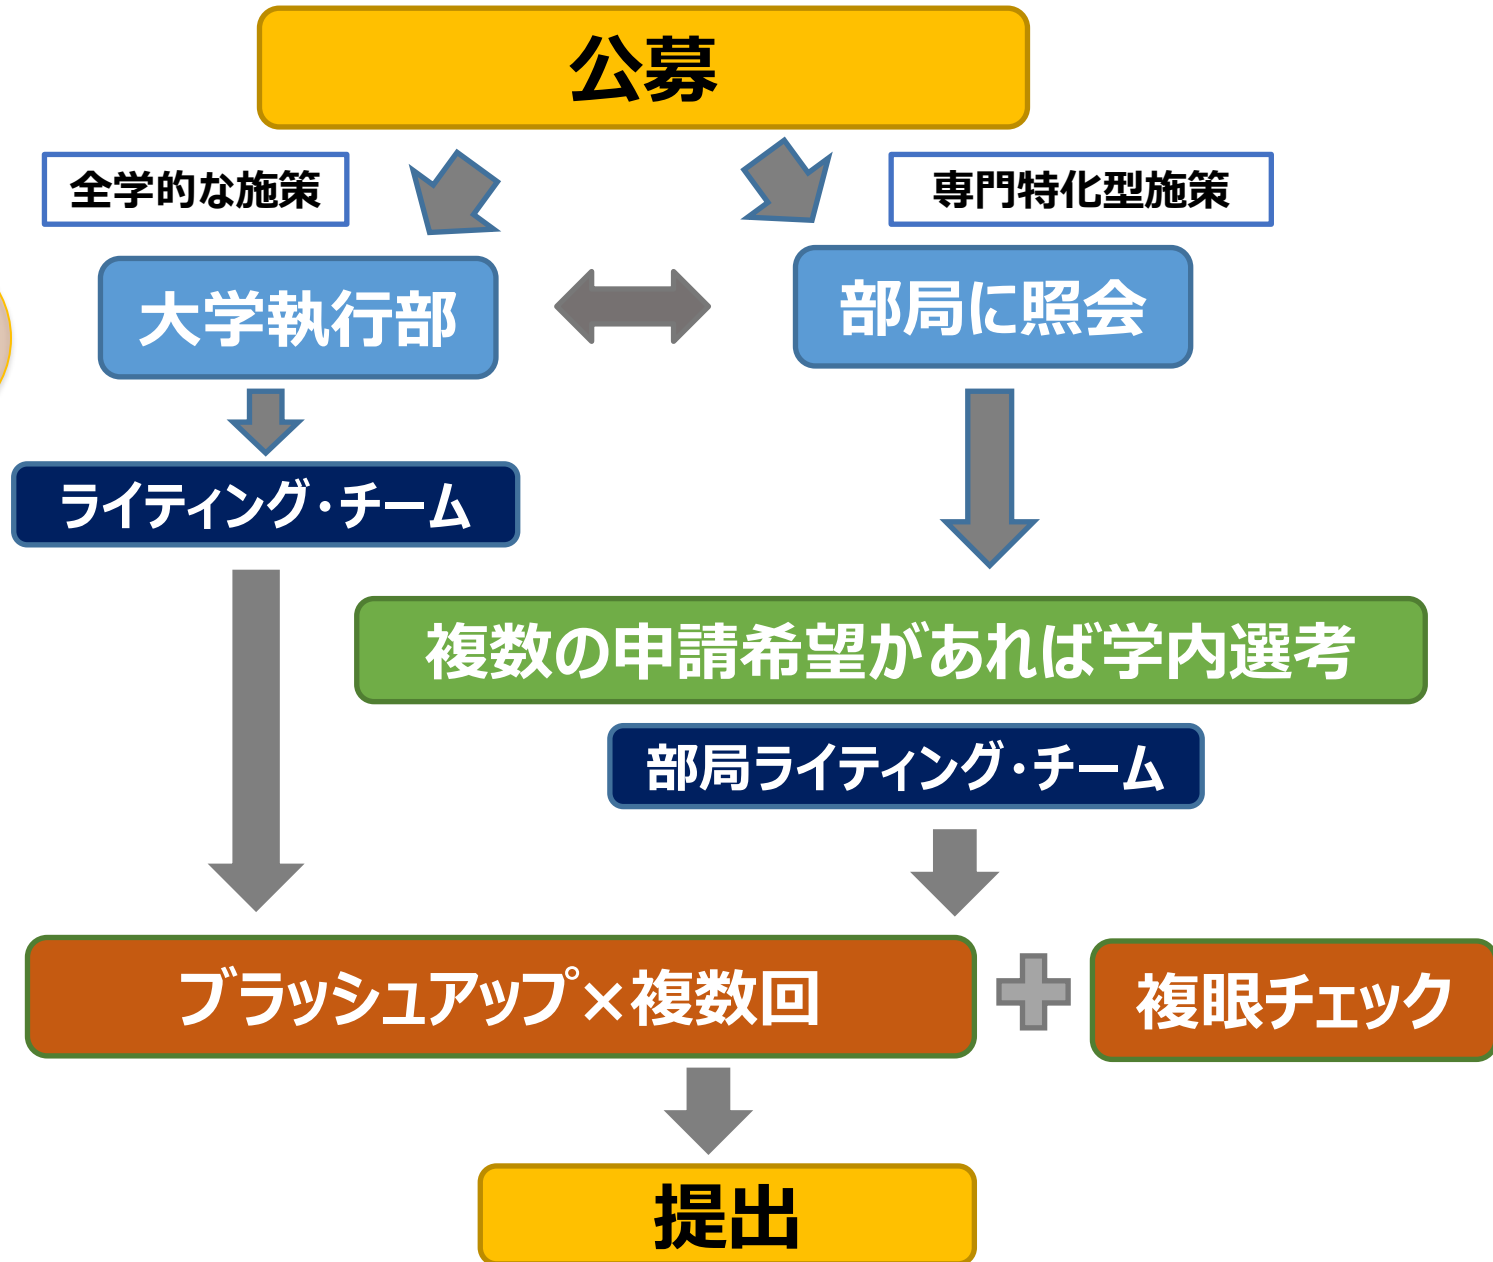 公募
全学的な施策
専門特化型施策
大学執行部
部局に照会
ライティング・チーム
複数の申請希望があれば学内選考
部局ライティング・チーム
ブラッシュアップ×複数回
複眼チェック
提出